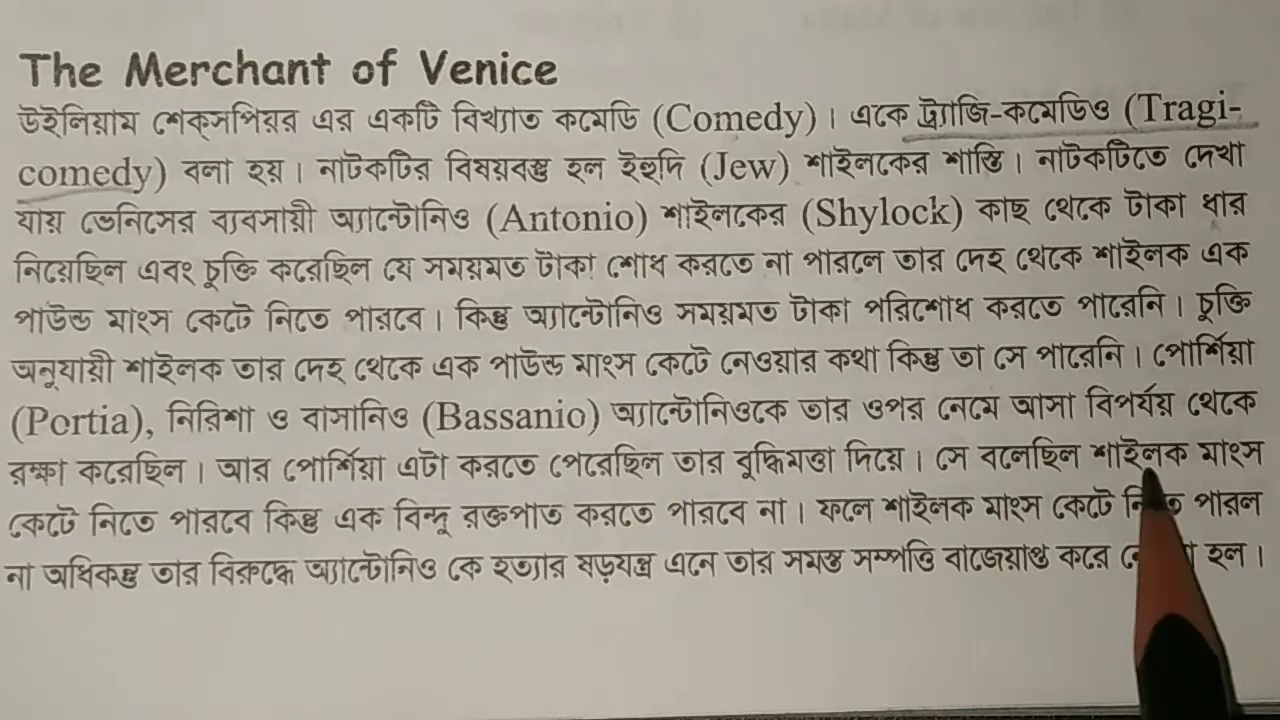 The Merchant of Venice
উইলিয়াম শেক্সপিয়র এর একটি বিখ্যাত কমেডি (Comedy) । একে ট্র্যাজি-কমেডিও (Tragi-
comedy) বলা হয়। নাটকটির বিষয়বস্তু হল ইহুদি (Jew) শাইলকের শাস্তি। নাটকটিতে দেখা
যায় ভেনিসের ব্যবসায়ী অ্যান্টোনিও (Antonio) শাইলকের (Shylock) কাছ থেকে টাকা ধার
নিয়েছিল এবং চুক্তি করেছিল যে সময়মত টাকা শোধ করতে না পারলে তার দেহ থেকে শাইলক এক
পাউন্ড মাংস কেটে নিতে পারবে। কিন্তু অ্যান্টোনিও সময়মত টাকা পরিশোধ করতে পারেনি। চুক্তি
অনুযায়ী শাইলক তার দেহ থেকে এক পাউন্ড মাংস কেটে নেওয়ার কথা কিন্তু তা সে পারেনি। পোর্শিয়া
(Portia), নিরিশা ও বাসানিও (Bassanio) অ্যান্টোনিওকে তার ওপর নেমে আসা বিপর্যয় থেকে
রক্ষা করেছিল। আর পোর্শিয়া এটা করতে পেরেছিল তার বুদ্ধিমত্তা দিয়ে। সে বলেছিল শাইলক মাংস
কেটে নিতে পারবে কিন্তু এক বিন্দু রক্তপাত করতে পারবে না। ফলে শাইলক মাংস কেটে পারল
না অধিকন্তু তার বিরুদ্ধে অ্যান্টোনিও কে হত্যার ষড়যন্ত্র এনে তার সমস্ত সম্পত্তি বাজেয়াপ্ত করে হল।